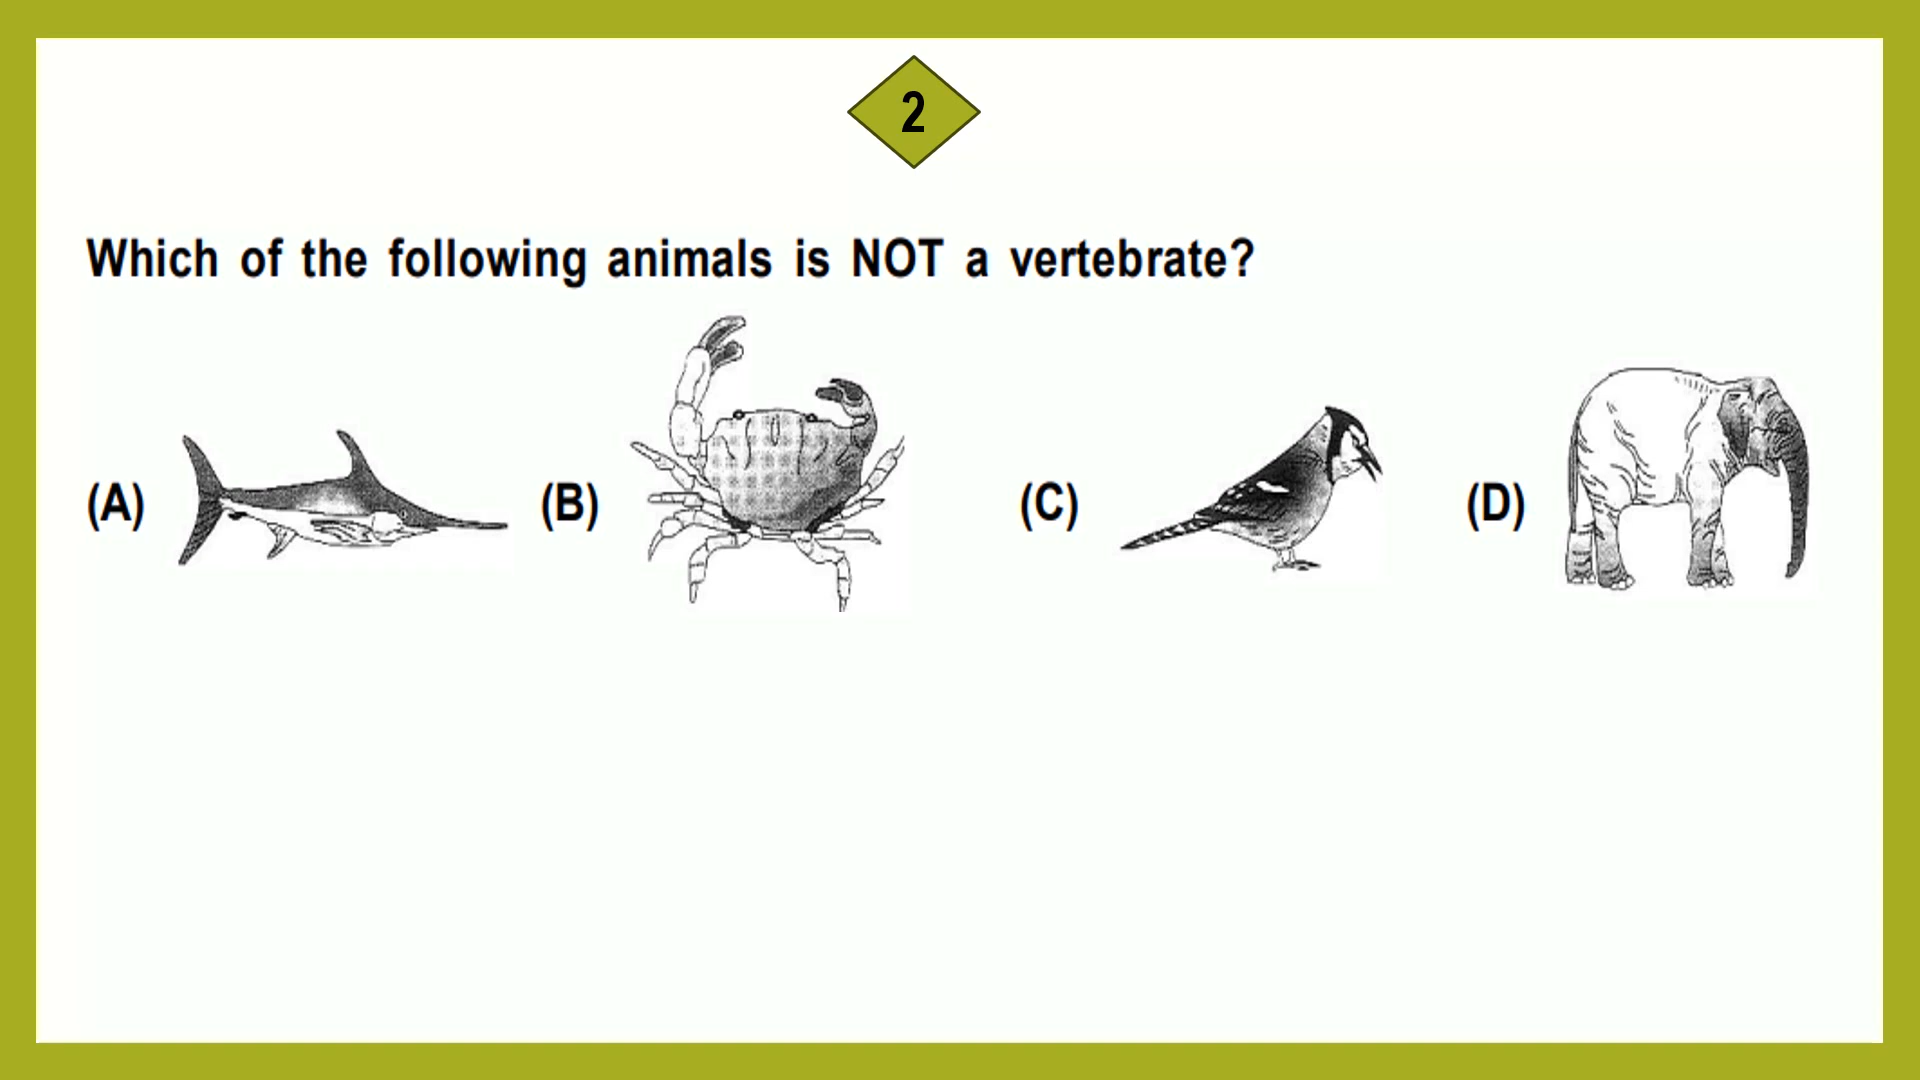 2
Which of the following animals is NOT a vertebrate?
(A) (B) (C) (D)